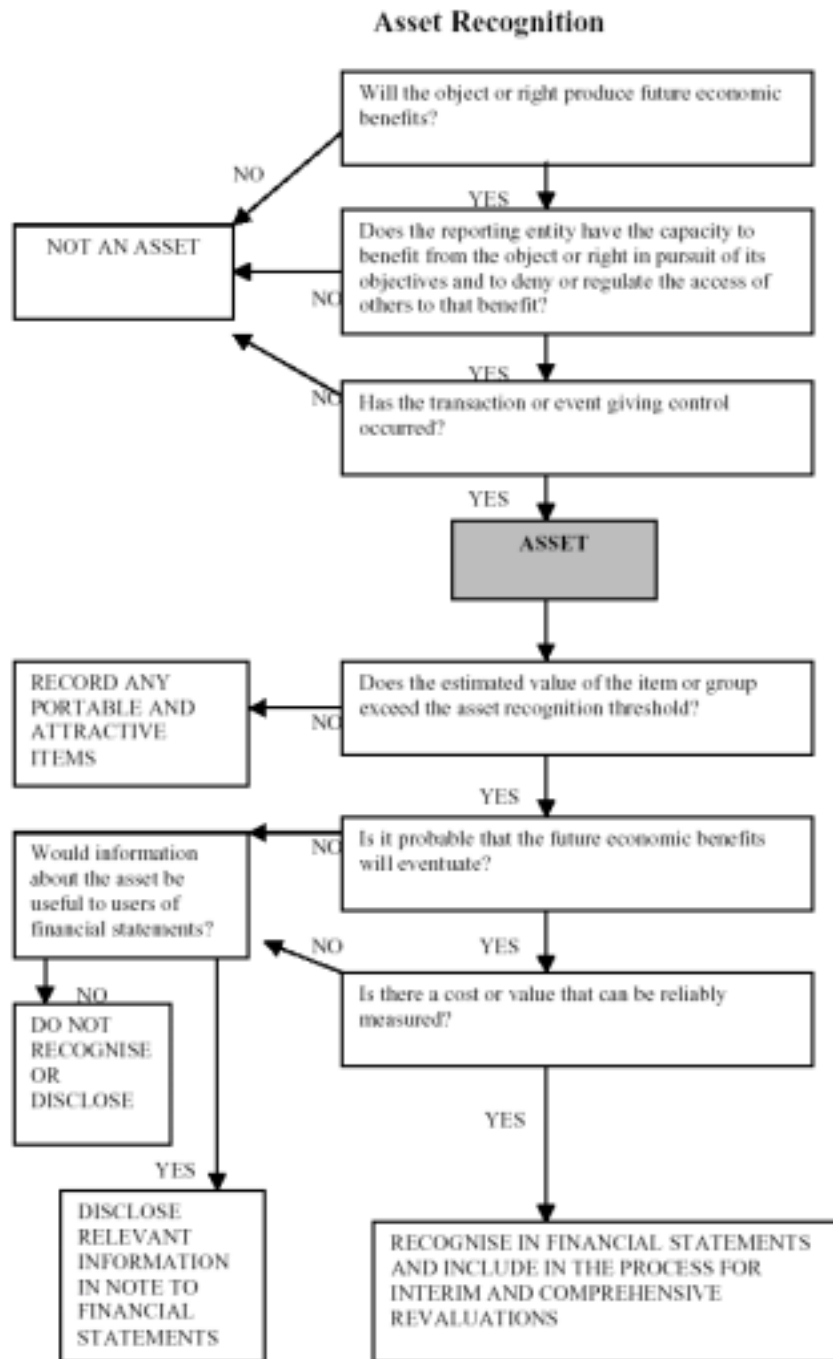 Asset Recognition
Will the object or right produce future economic
benefits?
NO
YES
NOT AN ASSET
Does the reporting entity have the capacity to
benefit from the object or right in pursuit of its
objectives and to deny or regulate the access of
others to that benefit?
NO
YES
NO
Has the transaction or event giving control
occurred?
YES
ASSET
RECORD ANY
PORTABLE AND
ATTRACTIVE
ITEMS
Does the estimated value of the item or group
exceed the asset recognition threshold?
NO
YES
Is it probable that the future economic benefits
will eventuate?
NO
Would information
about the asset be
useful to users of
financial statements?
YES
NO
Is there a cost or value that can be reliably
measured?
NO
DO NOT
RECOGNISE
OR
DISCLOSE
YES
YES
DISCLOSE
RELEVANT
INFORMATION
IN NOTE TO
FINANCIAL
STATEMENTS
RECOGNISE IN FINANCIAL STATEMENTS
AND INCLUDE IN THE PROCESS FOR
INTERIM AND COMPREHENSIVE
REVALUATIONS